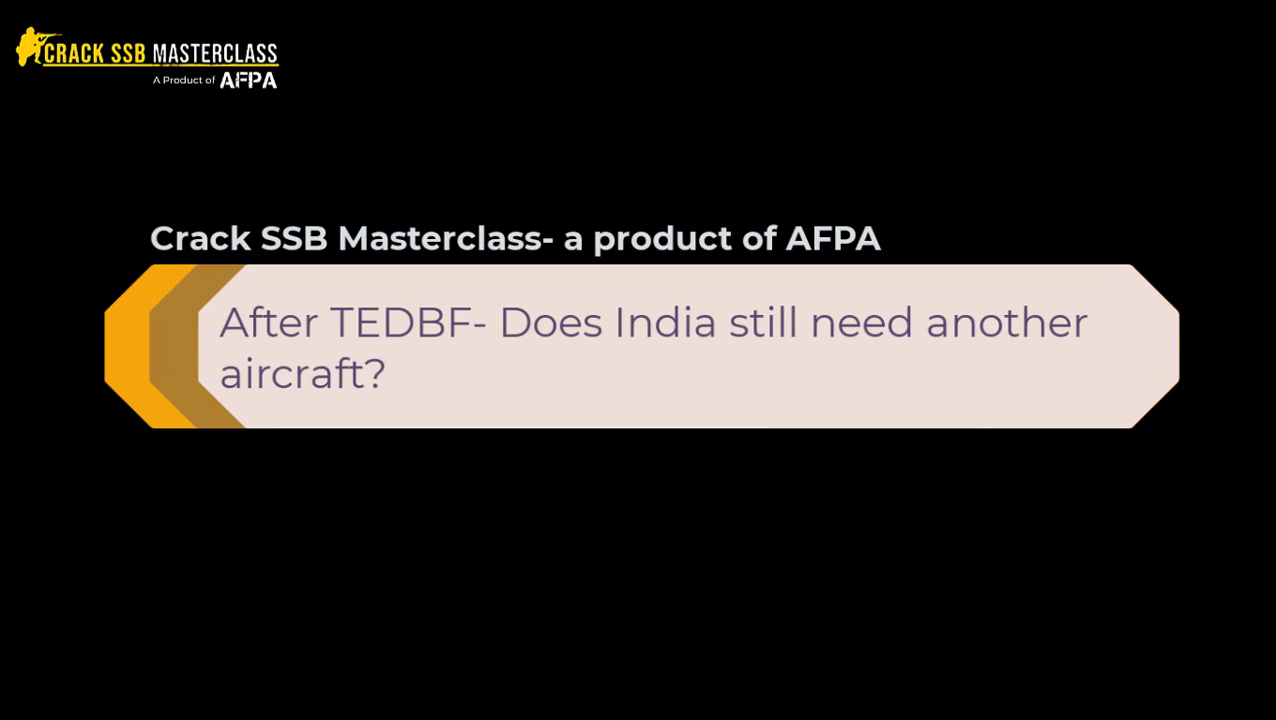 CRACK SSB MASTERCLASS
A Product of AFPA
Crack SSB Masterclass- a product of AFPA
After TEDBF- Does India still need another
aircraft?